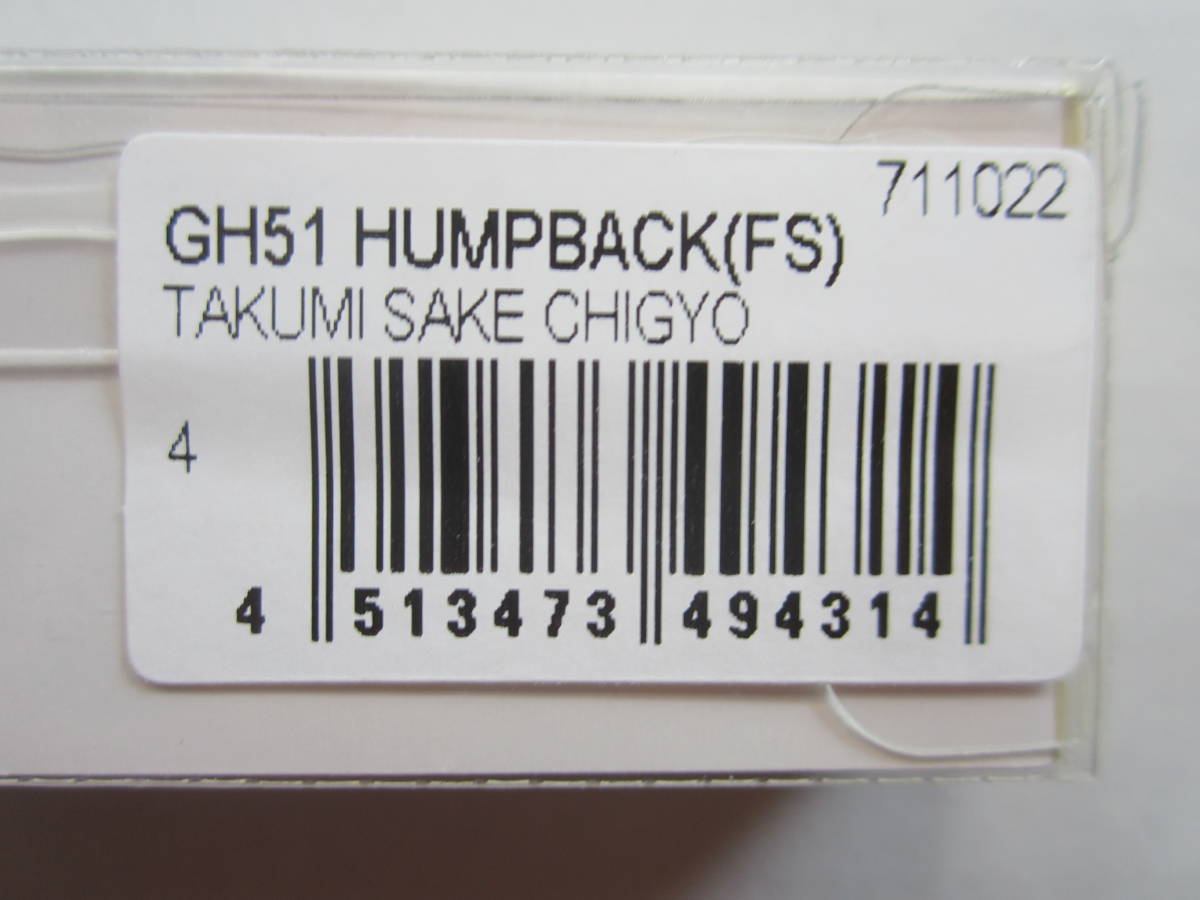 711022
GH51 HUMPBACK(FS)
TAKUMI SAKE CHIGYO
4
4 513473 494314